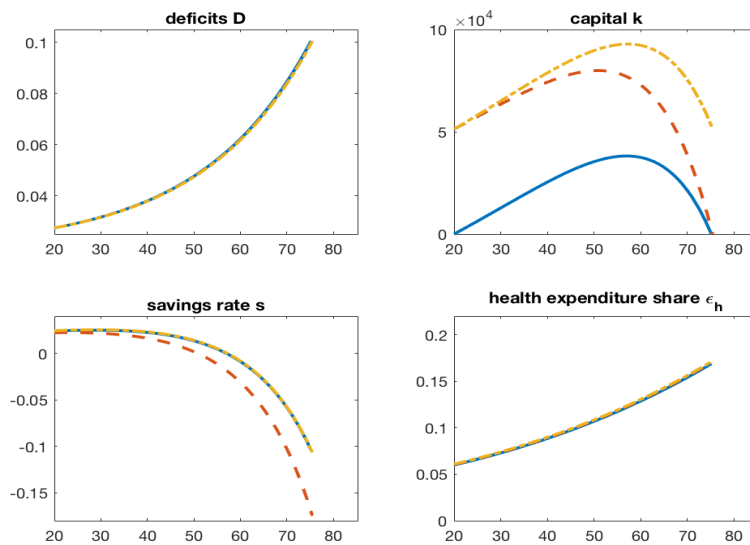 deficits D
0.1
0.08
0.06
0.04
20 30 40 50 60 70 80
capital k
10 ×10^4
5
0
20 30 40 50 60 70 80
savings rate s
0
-0.05
-0.1
-0.15
20 30 40 50 60 70 80
health expenditure share ϵ_h
0.2
0.15
0.1
0.05
0
20 30 40 50 60 70 80